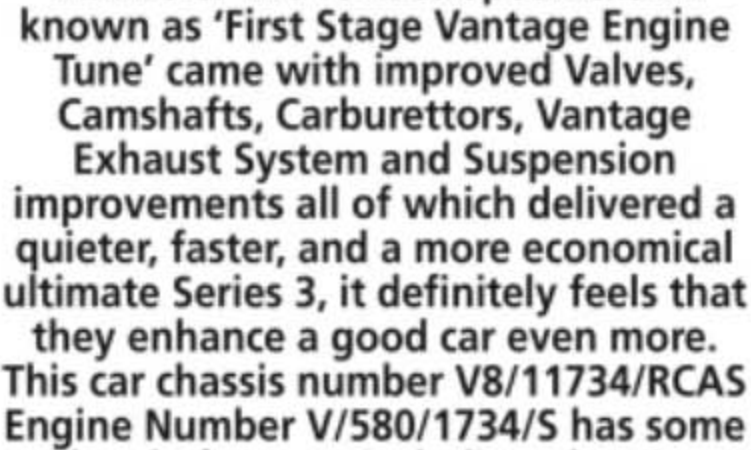 known as ‘First Stage Vantage Engine
Tune’ came with improved Valves,
Camshafts, Carburettors, Vantage
Exhaust System and Suspension
improvements all of which delivered a
quieter, faster, and a more economical
ultimate Series 3, it definitely feels that
they enhance a good car even more.
This car chassis number V8/11734/RCAS
Engine Number V/580/1734/S has some